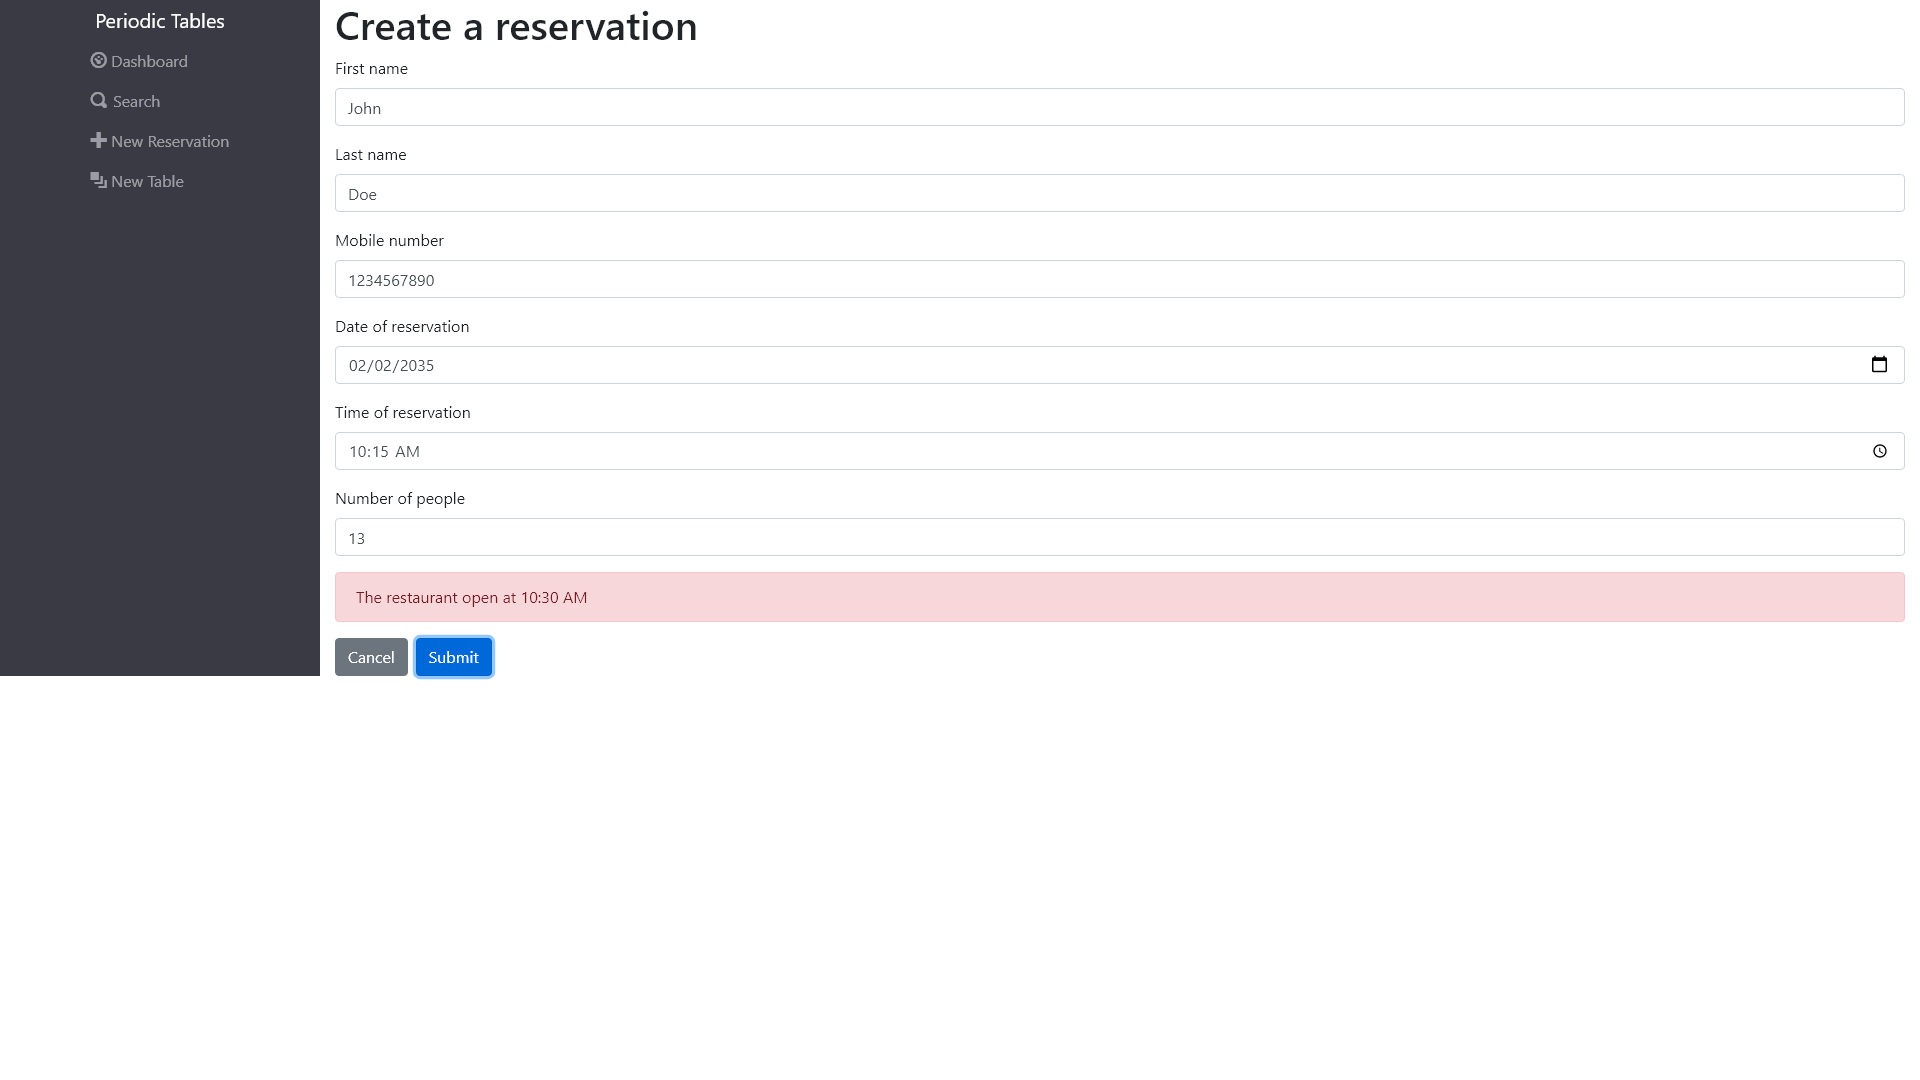 Periodic Tables
Dashboard
Search
New Reservation
New Table
Create a reservation
First name
John
Last name
Doe
Mobile number
1234567890
Date of reservation
02/02/2035
Time of reservation
10:15 AM
Number of people
13
The restaurant open at 10:30 AM
Cancel Submit